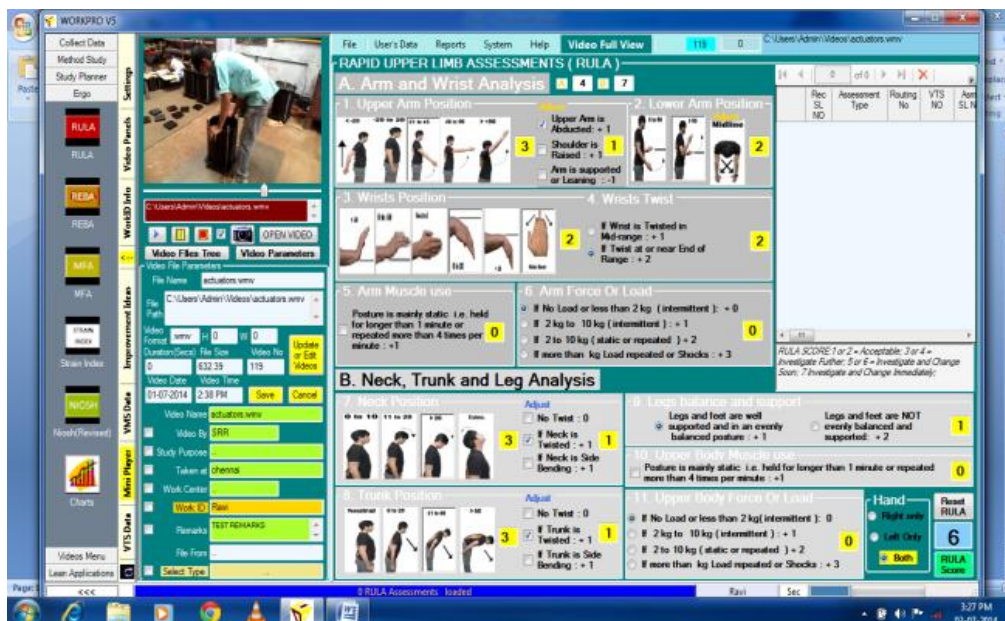 WORKPRO V5
Collect Data
Method Study
Study Planner
Ergo
RULA
RULA
REBA
REBA
MFA
MFA
STRAIN INDEX
Strain Index
NIOSH
Niosh(Revised)
Charts
Videos Menu
Lean Applications
<<<
Settings
Video Panels
WorkID Info
<--
Improvement Ideas
VMS Data
Mini Player
VTS Data
C:\Users\Admin\Videos\actuators.wmv
OPEN VIDEO
Video Files Tree
Video Parameters
Video File Parameters
File Name actuators.wmv
File Path C:\Users\Admin\Videos\actuators.wmv
Video Format .wmv H 0 W 0
Update or Edit Videos
Duration(Secs) File Size Video No
0 632.39 119
Video Date Video Time
01-07-2014 2:38 PM Save Cancel
Video Name actuators.wmv
Video By SRR
Study Purpose ..
Taken at chennai
Work Center ..
Work ID Ravi
Remarks TEST REMARKS
File From ..
Select Type ..
File User's Data Reports System Help Video Full View 119 0 C:\Users\Admin\Videos\actuators.wmv
RAPID UPPER LIMB ASSESSMENTS ( RULA )
A. Arm and Wrist Analysis 4 7
1. Upper Arm Position
3
Upper Arm is Abducted: + 1
Shoulder is Raised : + 1
Arm is supported or Leaning : -1
1
2. Lower Arm Position
Midline
2
3. Wrists Position
2
4. Wrists Twist
If Wrist is Twisted in Mid-range : + 1
If Twist at or near End of Range : + 2
2
5. Arm Muscle use
Posture is mainly static i.e. held for longer than 1 minute or repeated more than 4 times per minute : +1
0
6. Arm Force Or Load
If No Load or less than 2 kg (intermittent ): + 0
If 2 kg to 10 kg ( intermittent ) : + 1
If 2 to 10 kg ( static or repeated ) : + 2
If more than kg Load repeated or Shocks : + 3
0
0 of 0
Rec SL NO
Assessment Type
Routing No
VTS NO
RULA SCORE:1 or 2 = Acceptable; 3 or 4 =
Investigate Futher; 5 or 6 = Investigate and Change
Soon; 7 Investigate and Change Immediately;
B. Neck, Trunk and Leg Analysis
7. Neck Position
0 to 10 11 to 20
3
Adjust
No Twist : 0
If Neck is Twisted : + 1
If Neck is Side Bending : + 1
1
8. Trunk Position
3
Adjust
No Twist : 0
If Trunk is Twisted : + 1
If Trunk is Side Bending : + 1
1
9. Legs balance and support
Legs and feet are well supported and in an evenly balanced posture : + 1
Legs and feet are NOT evenly balanced and supported: + 2
1
10. Upper Body Muscle use
Posture is mainly static i.e. held for longer than 1 minute or repeated
more than 4 times per minute : +1
0
11. Upper Body Force Or Load
If No Load or less than 2 kg( intermittent ): 0
If 2 kg to 10 kg ( intermittent ) : + 1
If 2 to 10 kg ( static or repeated ) + 2
If more than kg Load repeated or Shocks : + 3
0
Hand
Right only
Left Only
Both
Reset RULA
6
RULA Score
0 RULA Assessments loaded
Ravi Sec
3:27 PM